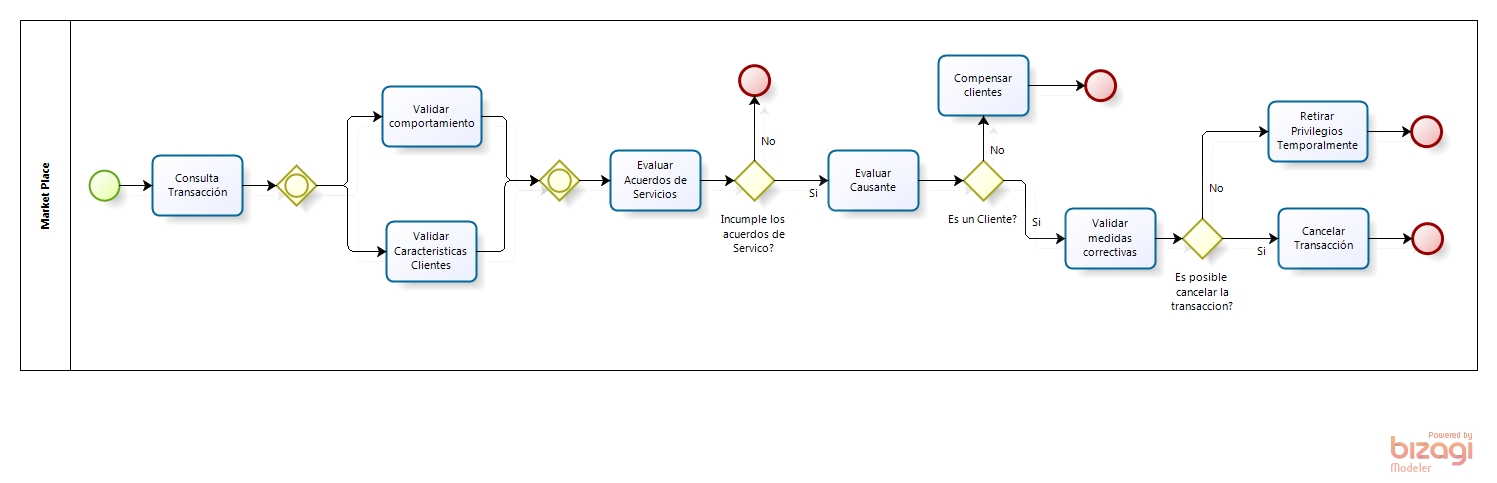 Market Place
Consulta
Transacción
Validar
comportamiento
Validar
Caracteristicas
Clientes
Evaluar
Acuerdos de
Servicios
No
Si
Incumple los
acuerdos de
Servico?
Evaluar
Causante
Compensar
clientes
No
Es un Cliente?
Si
Validar
medidas
correctivas
No
Si
Es posible
cancelar la
transaccion?
Retirar
Privilegios
Temporalmente
Cancelar
Transacción
Powered by
bizagi
Modeler